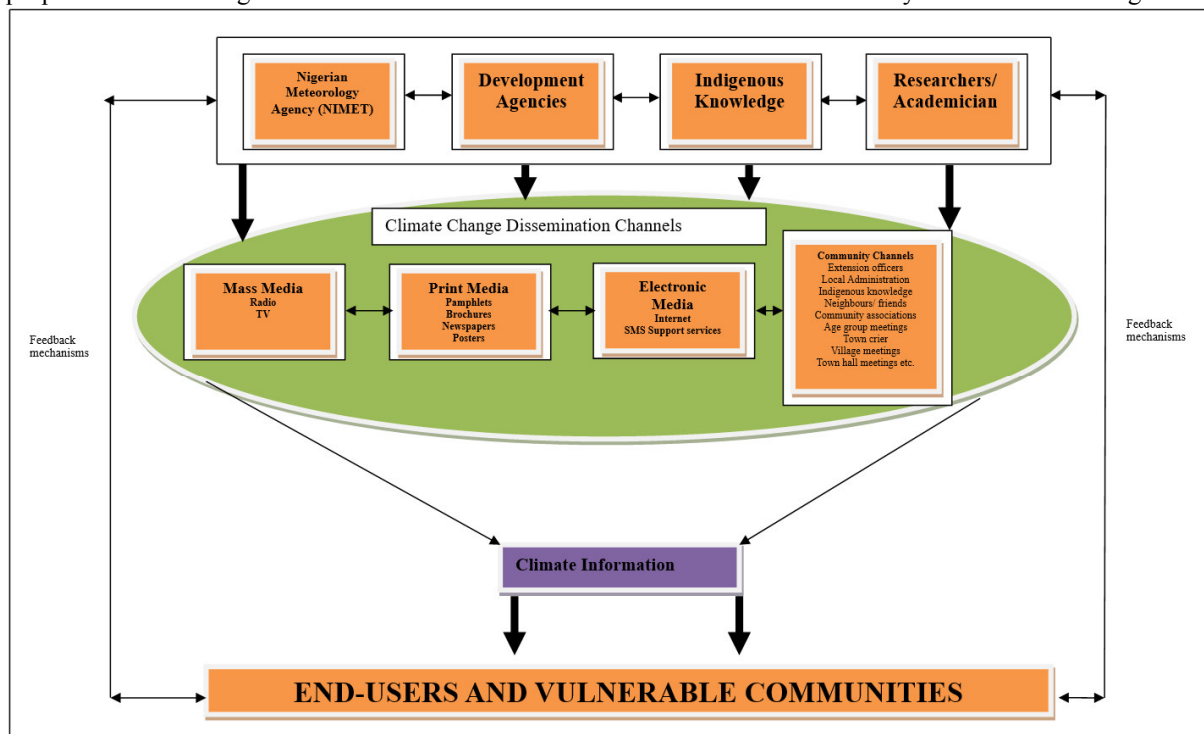 Nigerian
Meteorology
Agency (NIMET)
Development
Agencies
Indigenous
Knowledge
Researchers/
Academician
Climate Change Dissemination Channels
Mass Media
Radio
TV
Print Media
Pamphlets
Brochures
Newspapers
Posters
Electronic
Media
Internet
SMS Support services
Community Channels
Extension officers
Local Administration
Indigenous knowledge
Neighbours/ friends
Community associations
Age group meetings
Town crier
Village meetings
Town hall meetings etc.
Feedback
mechanisms
Feedback
mechanisms
Climate Information
END-USERS AND VULNERABLE COMMUNITIES